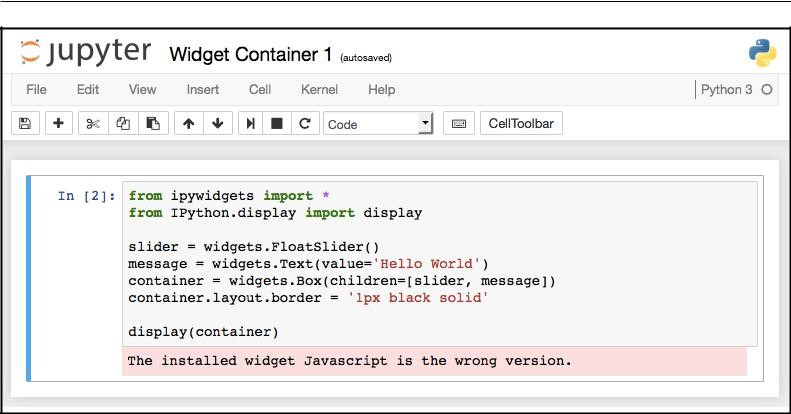 jupyter Widget Container 1 (autosaved)
File Edit View Insert Cell Kernel Help Python 3
Code CellToolbar
In [2]: from ipywidgets import *
from IPython.display import display
slider = widgets.FloatSlider()
message = widgets.Text(value='Hello World')
container = widgets.Box(children=[slider, message])
container.layout.border = '1px black solid'
display(container)
The installed widget Javascript is the wrong version.